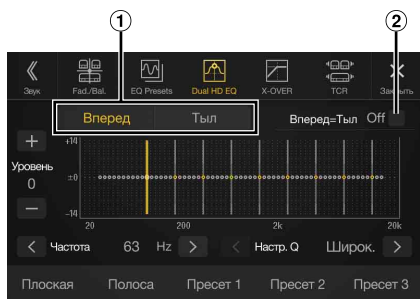 1 2
Звук Fad./Bal. EQ Presets Dual HD EQ X-OVER TCR Закрыть
Вперед Тыл Вперед=Тыл Off
+ +14
Уровень
0 ±0
− −14
20 200 2k 20k
Частота 63 Hz Настр. Q Широк.
Плоская Полоса Пресет 1 Пресет 2 Пресет 3